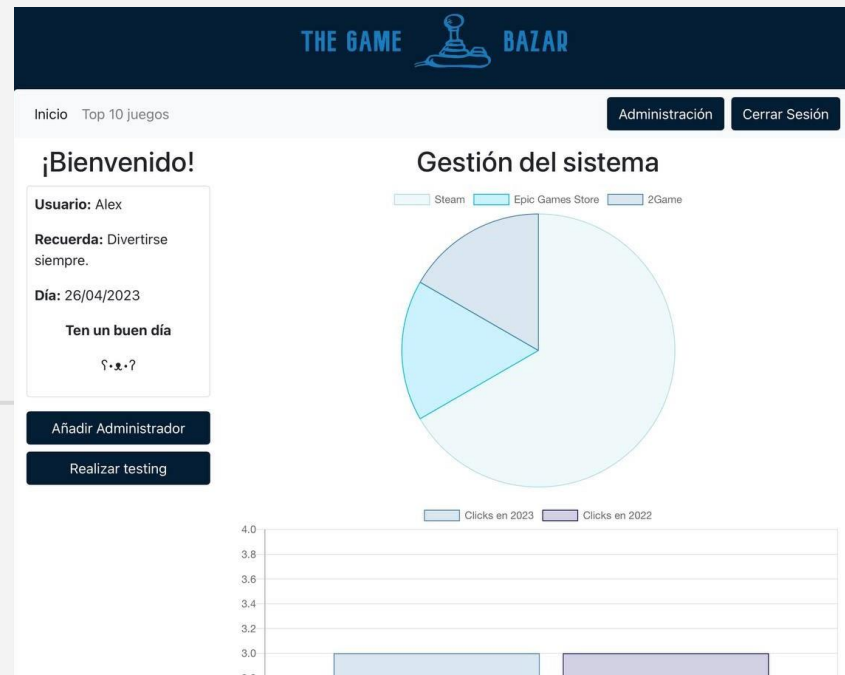 THE GAME BAZAR
Inicio Top 10 juegos Administración Cerrar Sesión
¡Bienvenido!
Usuario: Alex
Recuerda: Divertirse
siempre.
Día: 26/04/2023
Ten un buen día
ʕ·ᴥ·ʔ
Añadir Administrador
Realizar testing
Gestión del sistema
Steam Epic Games Store 2Game
Clicks en 2023 Clicks en 2022
4.0
3.8
3.6
3.4
3.2
3.0